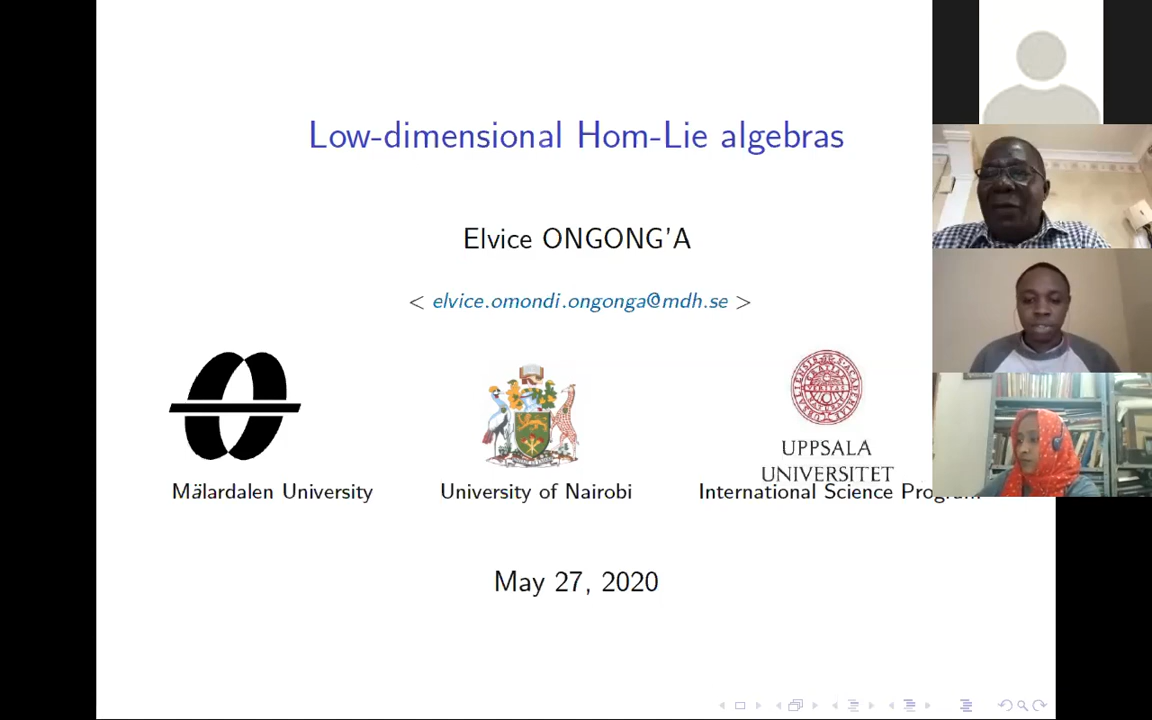 Low-dimensional Hom-Lie algebras
Elvice ONGONG'A
< elvice.omondi.ongonga@mdh.se >
UPPSALA
UNIVERSITET
Mälardalen University
University of Nairobi
International Science Program
May 27, 2020